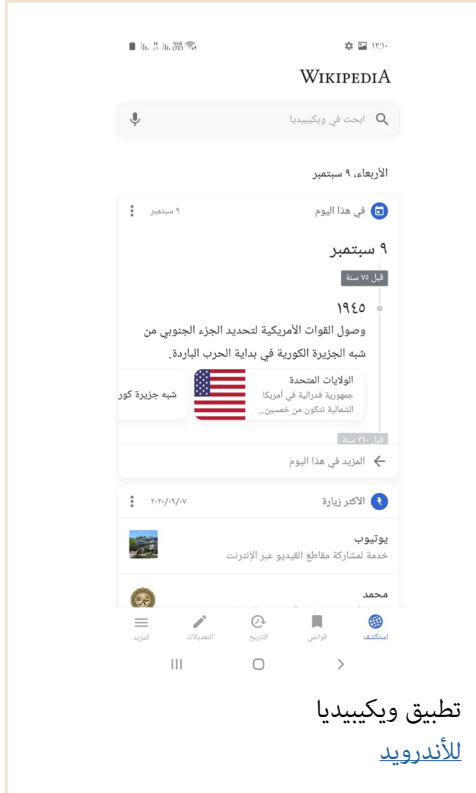 ١٣:١٠
WIKIPEDIA
ابحث في ويكيبيديا
الأربعاء، ٩ سبتمبر
في هذا اليوم
٩ سبتمبر
٩ سبتمبر
قبل ٧٥ سنة
١٩٤٥
وصول القوات الأمريكية لتحديد الجزء الجنوبي من
شبه الجزيرة الكورية في بداية الحرب الباردة.
الولايات المتحدة
جمهورية فدرالية في أمريكا
الشمالية تتكون من خمسين...
شبه جزيرة كور
قبل ٢٦٠ سنة
المزيد في هذا اليوم
الأكثر زيارة
٢٠٢٠/٠٩/٠٧
يوتيوب
خدمة لمشاركة مقاطع الفيديو عبر الإنترنت
محمد
استكشف
قوائمي
التاريخ
التعديلات
المزيد
تطبيق ويكيبيديا
للأندرويد